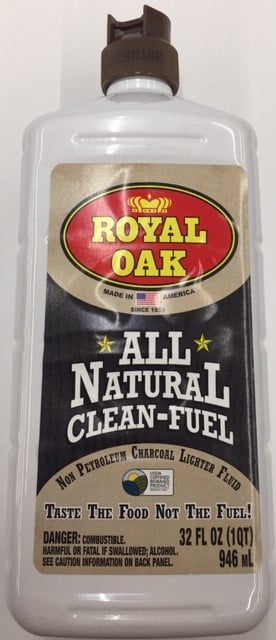 ROYAL
OAK
MADE IN AMERICA
ALL
NATURAL
CLEAN-FUEL
NON PETROLEUM CHARCOAL LIGHTER FLUID
USDA
CERTIFIED
BIOBASED
PRODUCT
TASTE THE FOOD NOT THE FUEL!
DANGER: COMBUSTIBLE.
HARMFUL OR FATAL IF SWALLOWED; ALCOHOL.
SEE CAUTION INFORMATION ON BACK PANEL.
32 FL OZ (1QT)
946 mL